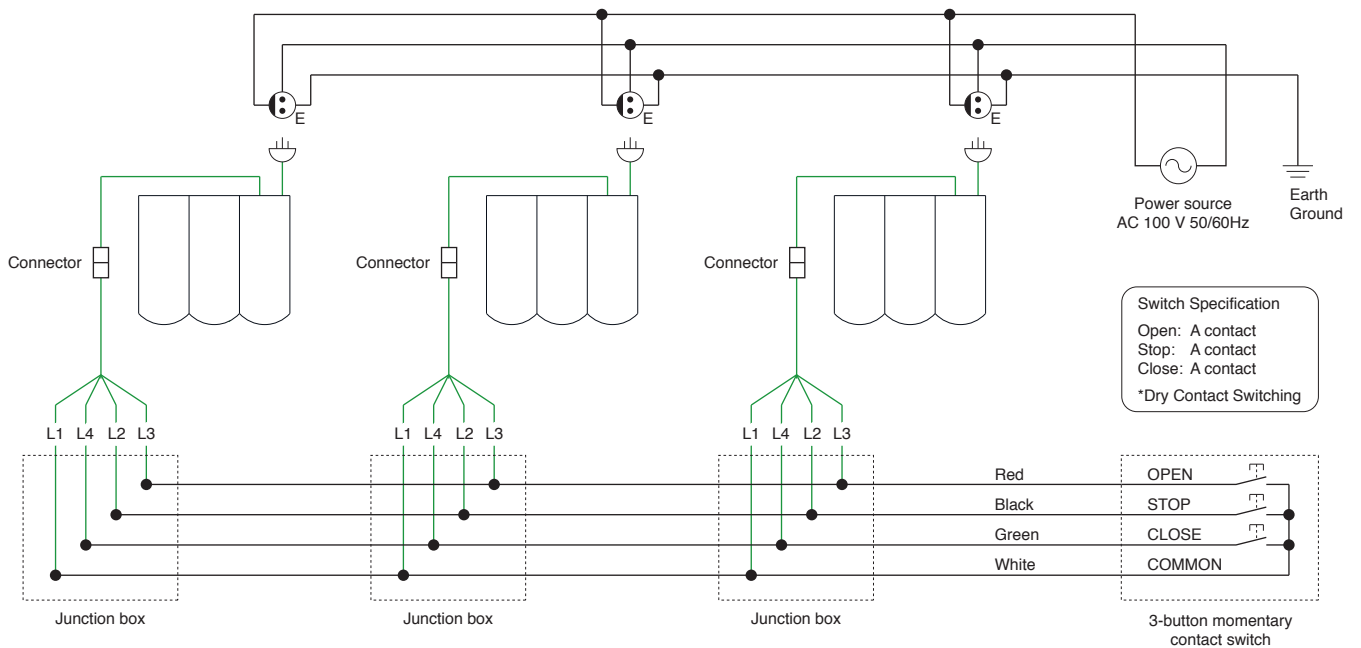 E
E
E
Power source
AC 100 V 50/60Hz
Earth
Ground
Connector
Connector
Connector
Switch Specification
Open: A contact
Stop: A contact
Close: A contact
*Dry Contact Switching
L1 L4 L2 L3
L1 L4 L2 L3
L1 L4 L2 L3
Red OPEN
Black STOP
Green CLOSE
White COMMON
Junction box
Junction box
Junction box
3-button momentary
contact switch